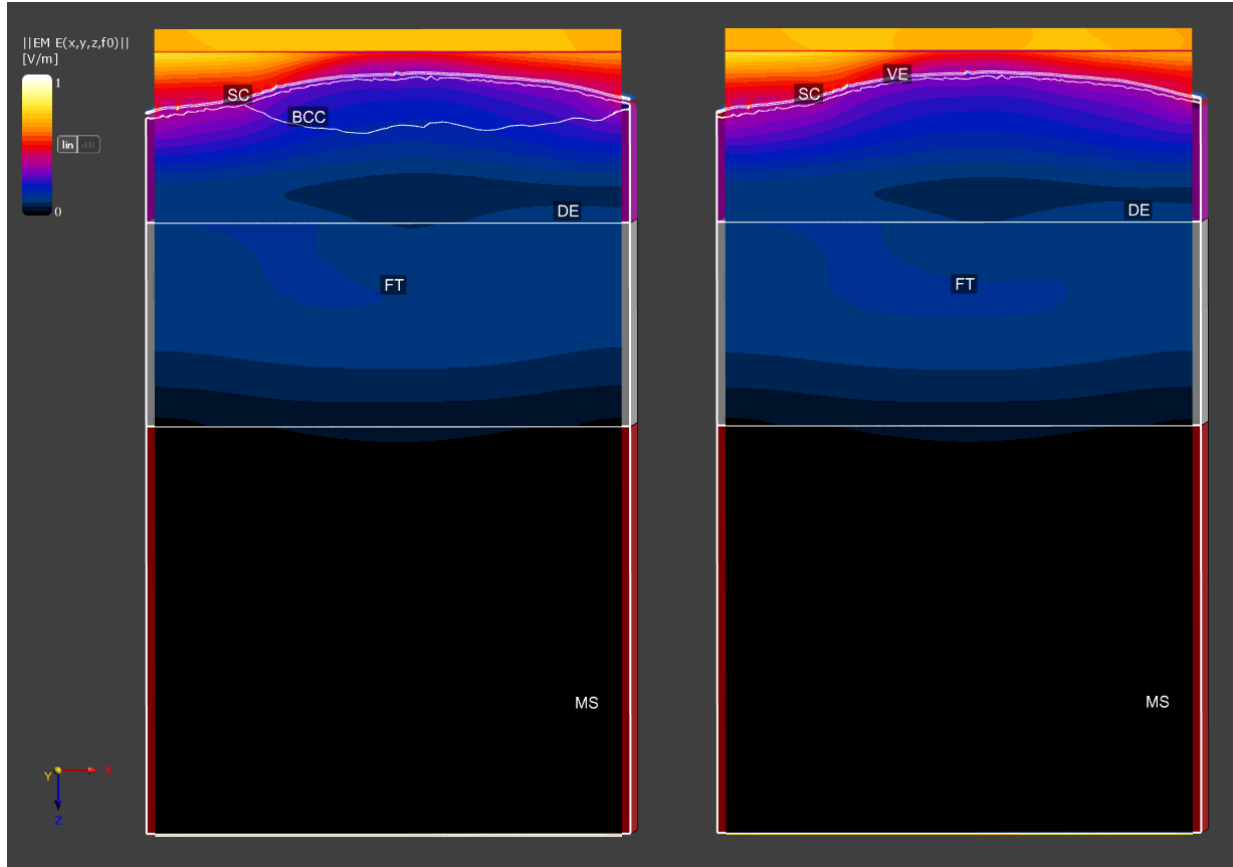 ||EM E(x,y,z,f0)||
[V/m]
1
lin dB
0
SC
BCC
DE
FT
MS
SC
VE
DE
FT
MS
Y X
Z